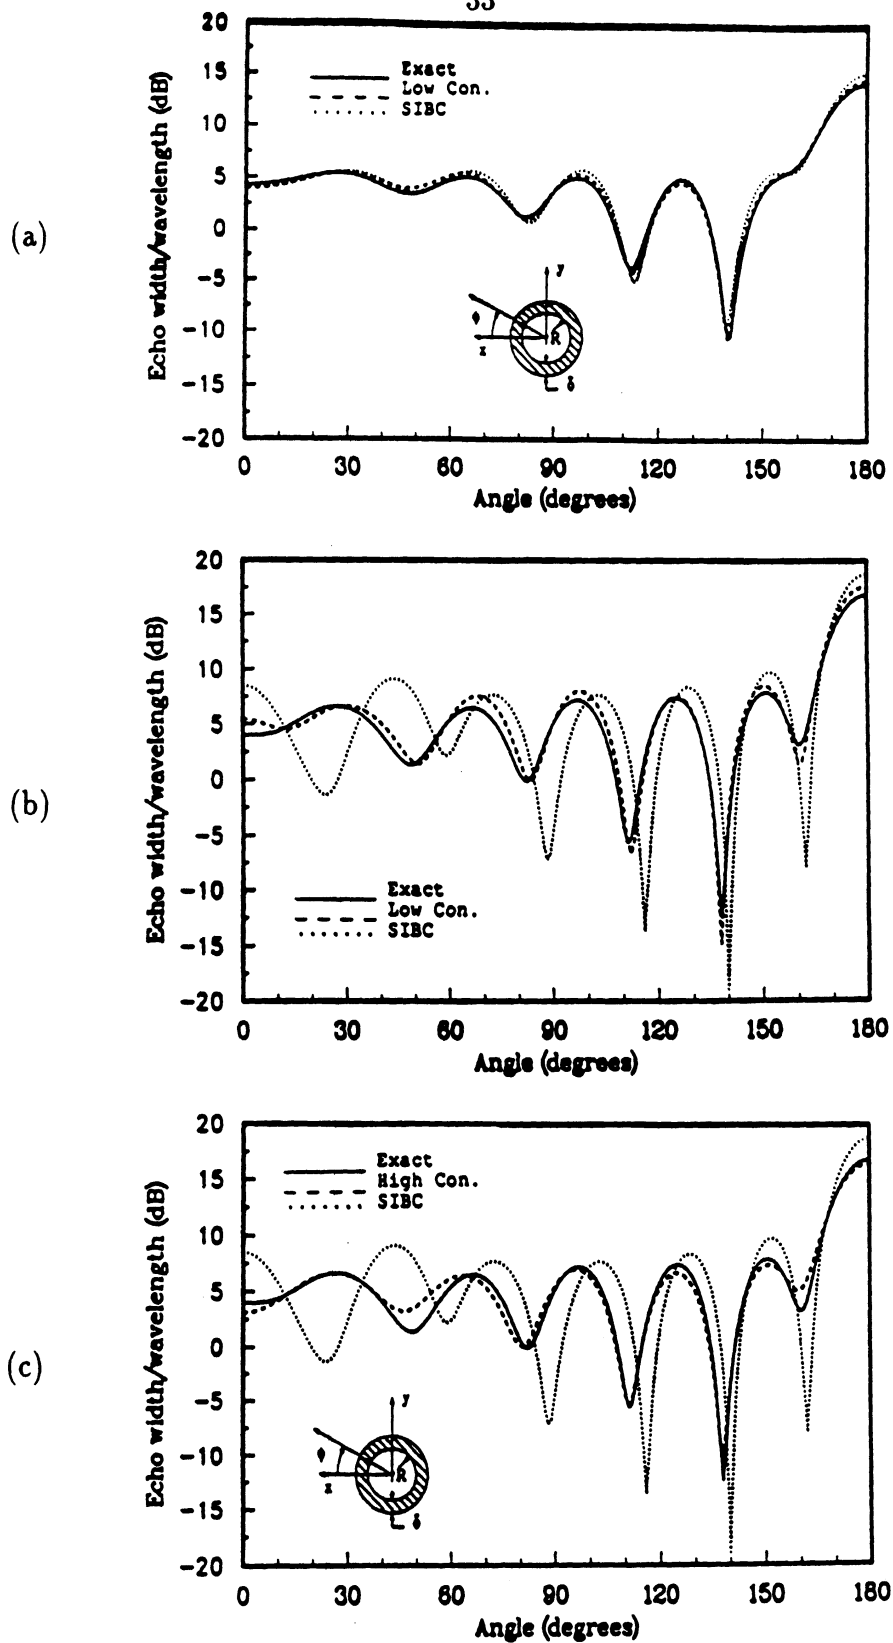 (a)
Echo width/wavelength (dB)
20
15
10
5
0
-5
-10
-15
-20
Exact
Low Con.
SIBC
y
ϕ
x
R
δ
0 30 60 90 120 150 180
Angle (degrees)
(b)
Echo width/wavelength (dB)
20
15
10
5
0
-5
-10
-15
-20
Exact
Low Con.
SIBC
0 30 60 90 120 150 180
Angle (degrees)
(c)
Echo width/wavelength (dB)
20
15
10
5
0
-5
-10
-15
-20
Exact
High Con.
SIBC
y
ϕ
x
R
δ
0 30 60 90 120 150 180
Angle (degrees)